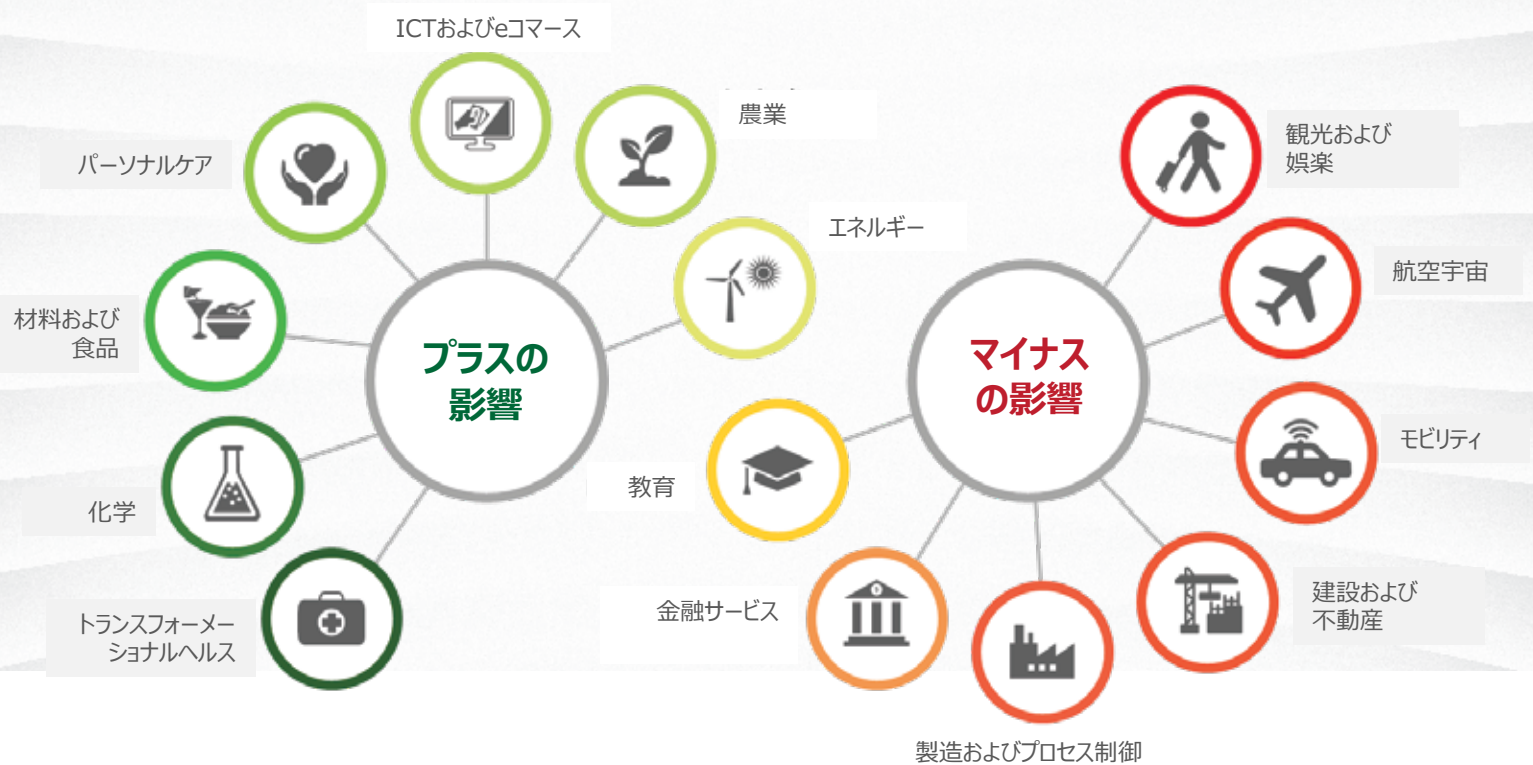 ICTおよびeコマース
農業
パーソナルケア
エネルギー
材料および
食品
プラスの
影響
化学
トランスフォーメー
ショナルヘルス
観光および
娯楽
航空宇宙
マイナス
の影響
モビリティ
教育
金融サービス
建設および
不動産
製造およびプロセス制御